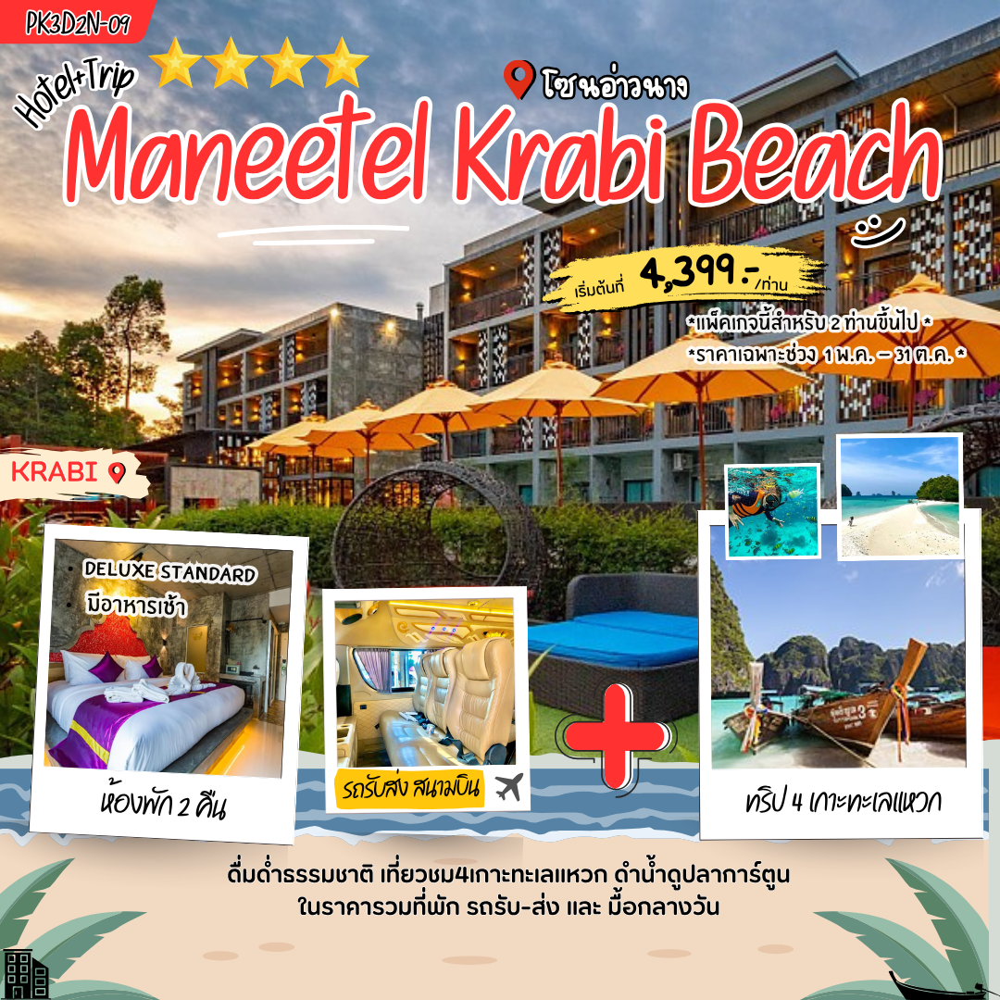 PK3D2N-09
Hotel+Trip
โซนอ่าวนาง
Maneetel Krabi Beach
เริ่มต้นที่ 4,399.- /ท่าน
*แพ็คเกจนี้สำหรับ 2 ท่านขึ้นไป *
*ราคาเฉพาะช่วง 1 พ.ค. – 31 ต.ค. *
KRABI
• DELUXE STANDARD
• มีอาหารเช้า
ห้องพัก 2 คืน
รถรับส่ง สนามบิน
ทริป 4 เกาะทะเลแหวก
ดื่มด่ำธรรมชาติ เที่ยวชม4เกาะทะเลแหวก ดำน้ำดูปลาการ์ตูน
ในราคารวมที่พัก รถรับ-ส่ง และ มื้อกลางวัน